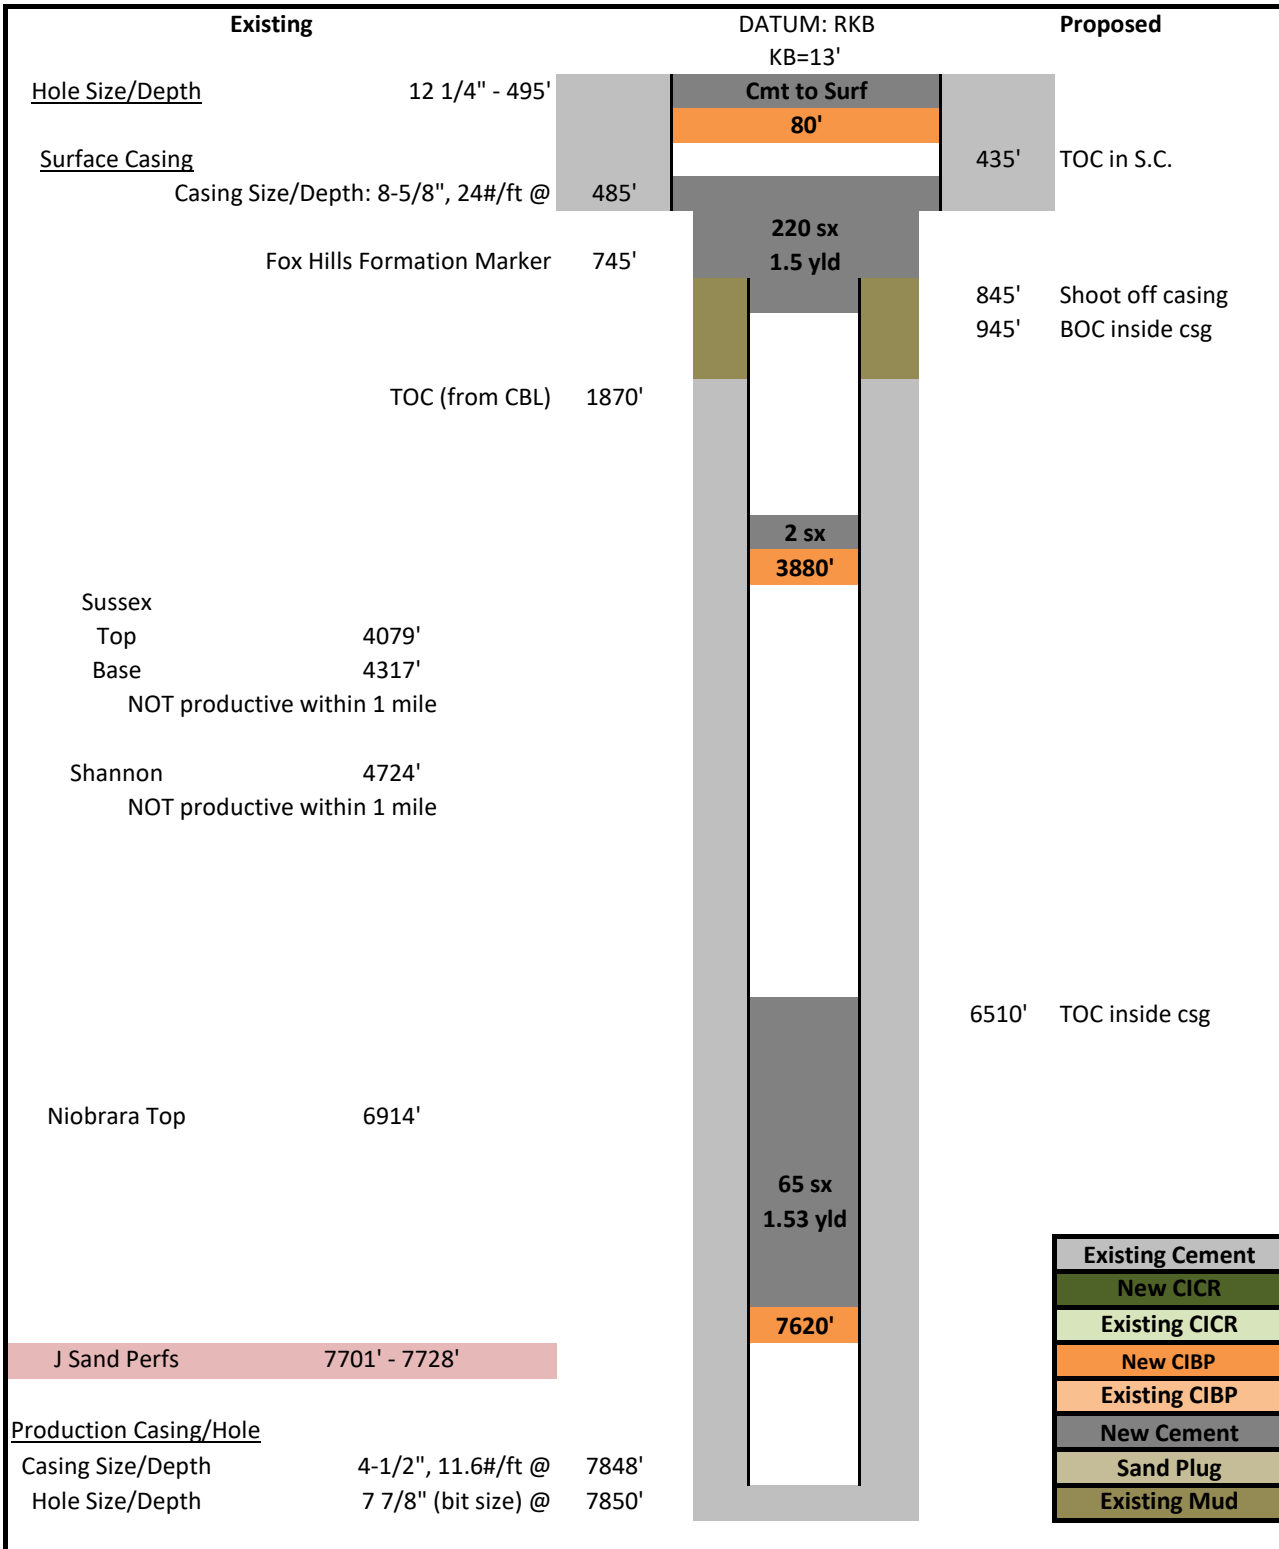 Existing DATUM: RKB Proposed
KB=13'
Hole Size/Depth 12 1/4" - 495' Cmt to Surf
80'
Surface Casing 435' TOC in S.C.
Casing Size/Depth: 8-5/8", 24#/ft @ 485'
220 sx
Fox Hills Formation Marker 745' 1.5 yld
845' Shoot off casing
945' BOC inside csg
TOC (from CBL) 1870'
2 sx
3880'
Sussex
Top 4079'
Base 4317'
NOT productive within 1 mile
Shannon 4724'
NOT productive within 1 mile
6510' TOC inside csg
Niobrara Top 6914'
65 sx
1.53 yld
Existing Cement
New CICR
7620' Existing CICR
J Sand Perfs 7701' - 7728' New CIBP
Existing CIBP
Production Casing/Hole New Cement
Casing Size/Depth 4-1/2", 11.6#/ft @ 7848' Sand Plug
Hole Size/Depth 7 7/8" (bit size) @ 7850' Existing Mud